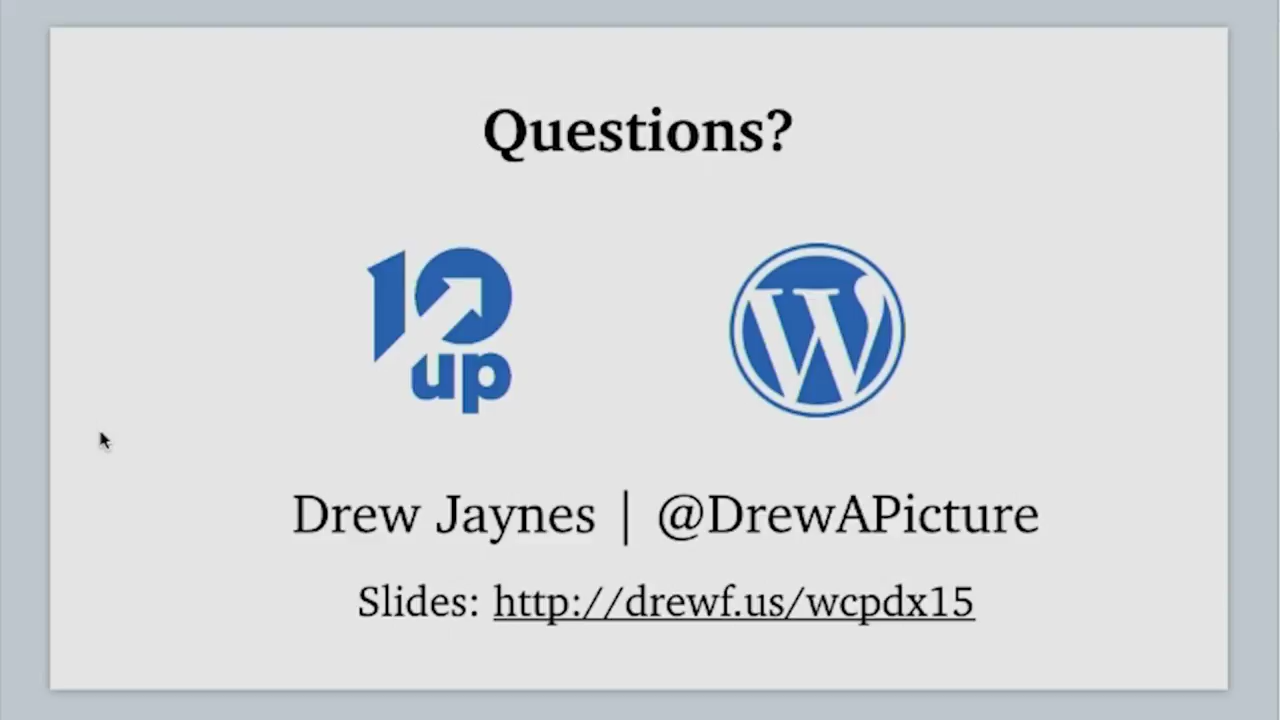 Questions?
10up
Drew Jaynes | @DrewAPicture
Slides: http://drewf.us/wcpdx15